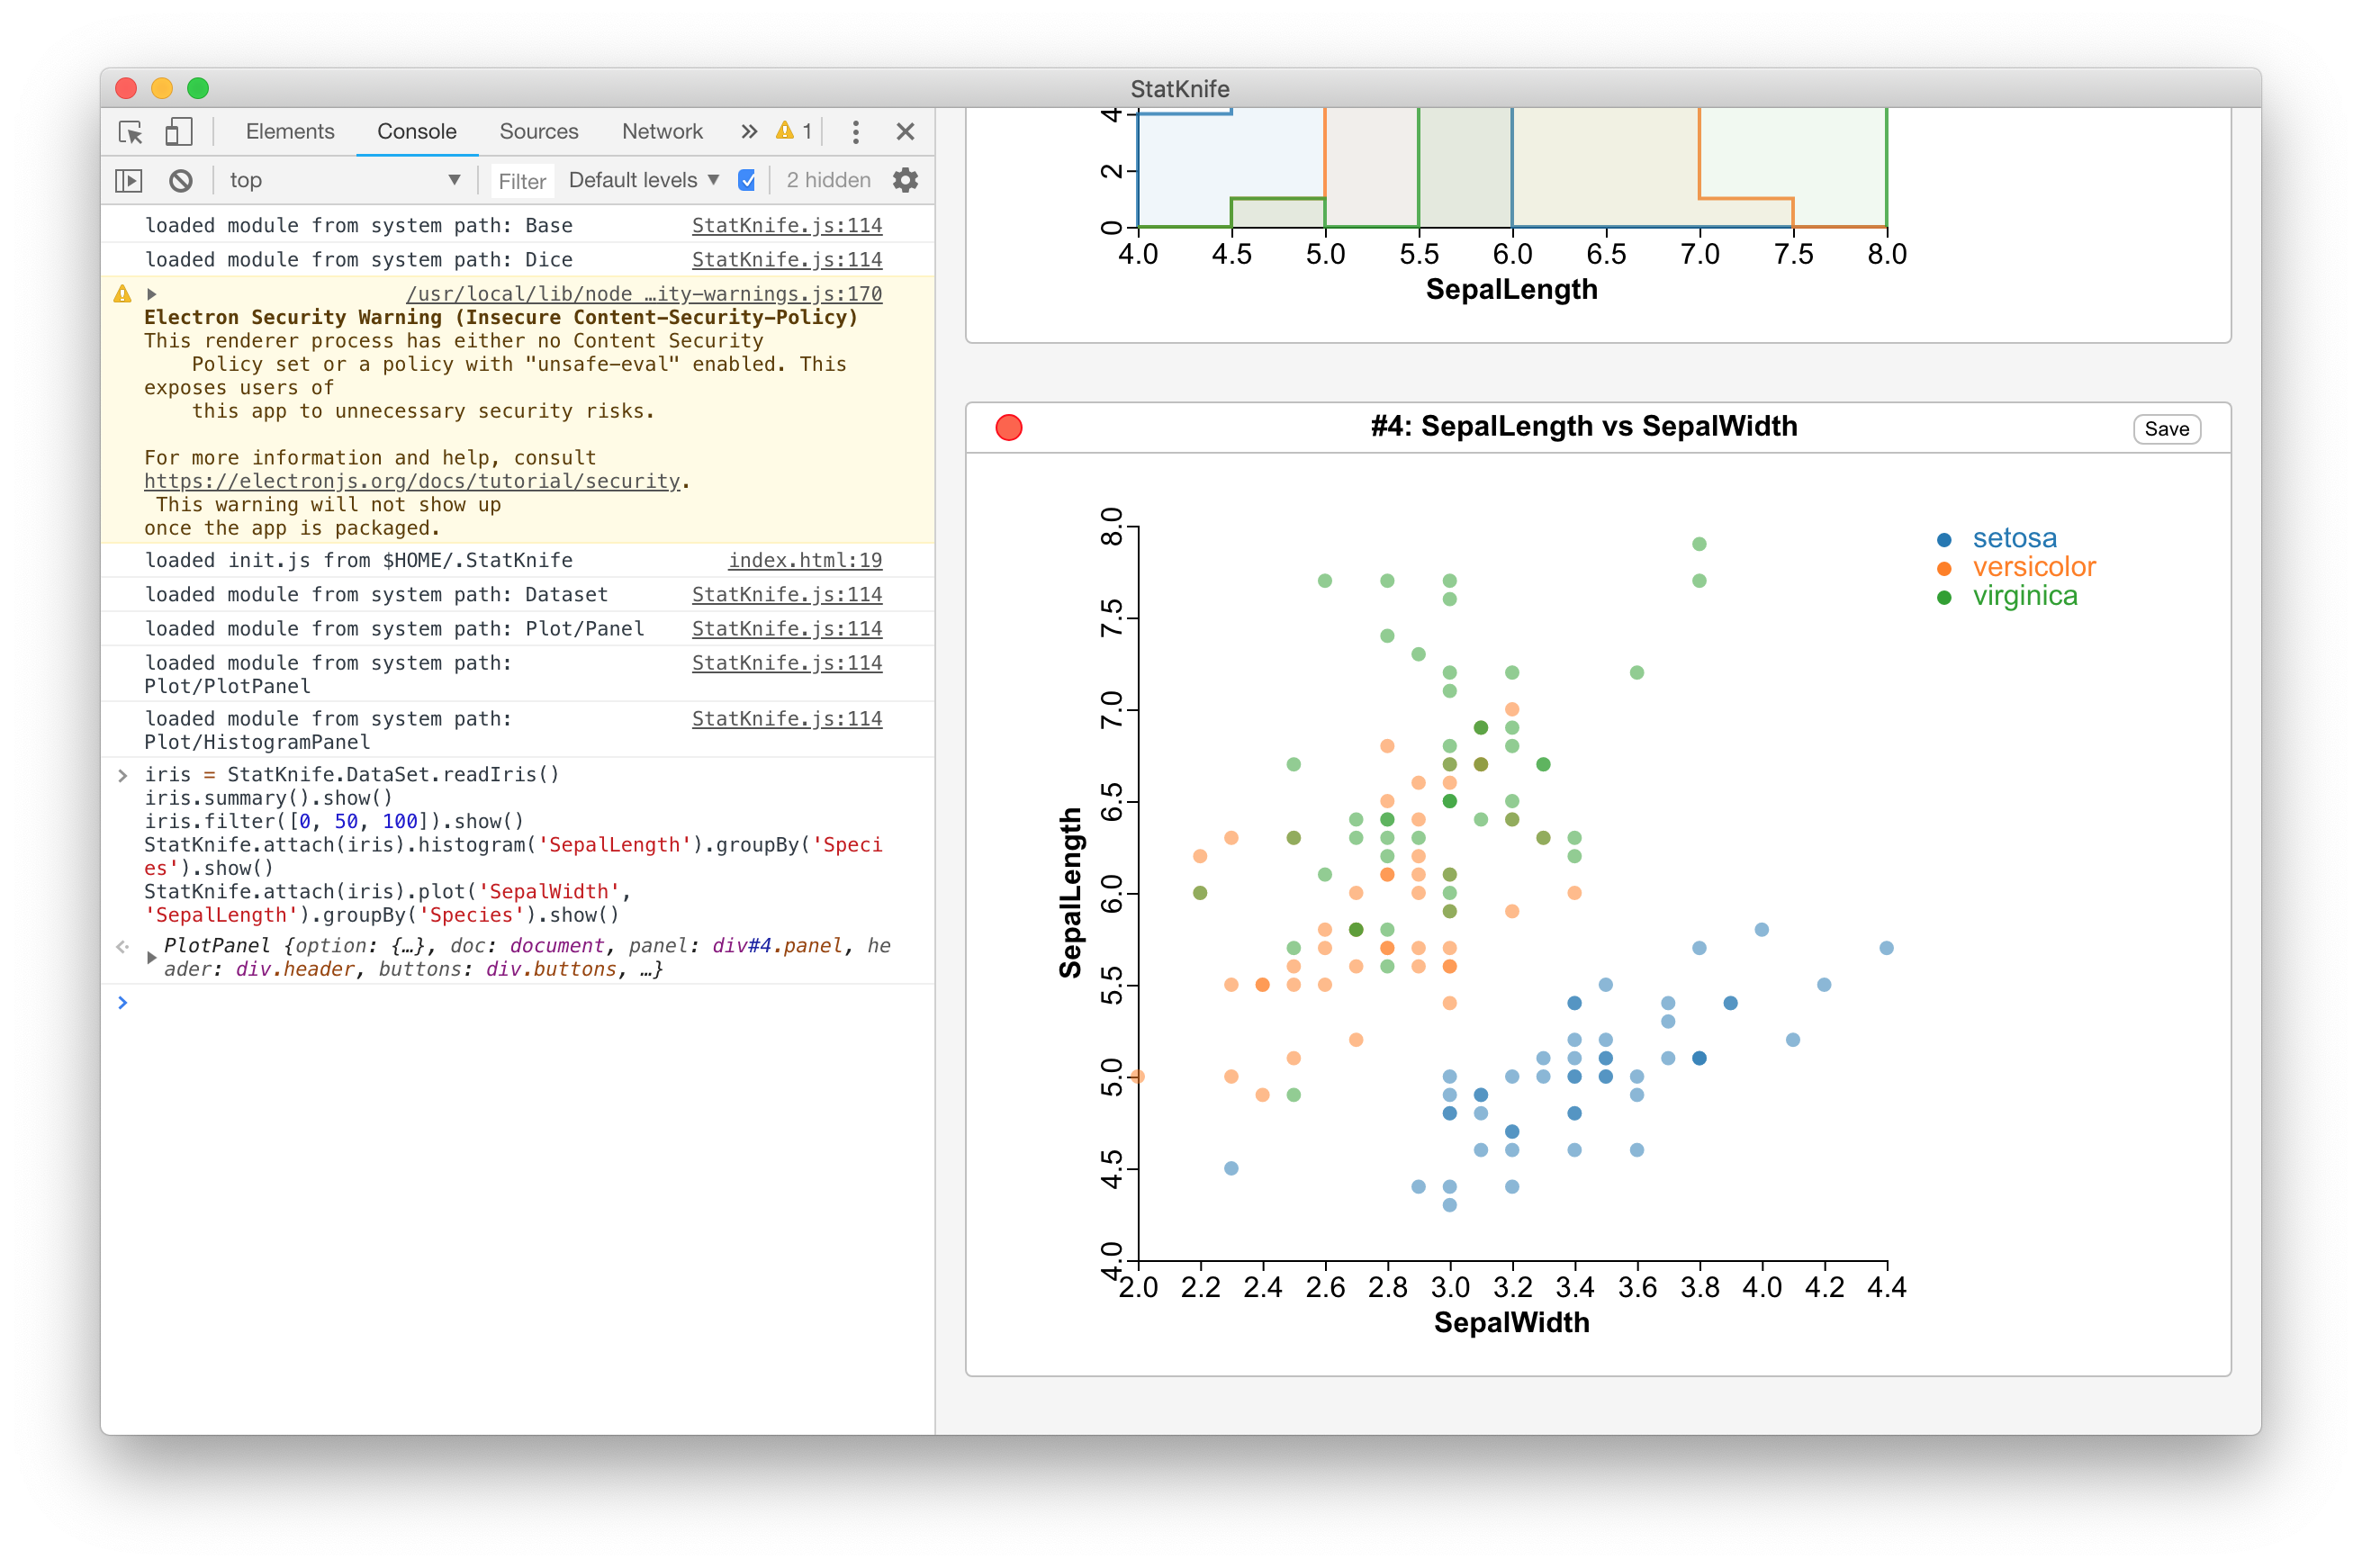 StatKnife
Elements Console Sources Network » 1
top Filter Default levels 2 hidden
loaded module from system path: Base StatKnife.js:114
loaded module from system path: Dice StatKnife.js:114
/usr/local/lib/node …ity-warnings.js:170
Electron Security Warning (Insecure Content-Security-Policy)
This renderer process has either no Content Security
Policy set or a policy with "unsafe-eval" enabled. This
exposes users of
this app to unnecessary security risks.
For more information and help, consult
https://electronjs.org/docs/tutorial/security.
This warning will not show up
once the app is packaged.
loaded init.js from $HOME/.StatKnife index.html:19
loaded module from system path: Dataset StatKnife.js:114
loaded module from system path: Plot/Panel StatKnife.js:114
loaded module from system path: StatKnife.js:114
Plot/PlotPanel
loaded module from system path: StatKnife.js:114
Plot/HistogramPanel
iris = StatKnife.DataSet.readIris()
iris.summary().show()
iris.filter([0, 50, 100]).show()
StatKnife.attach(iris).histogram('SepalLength').groupBy('Speci
es').show()
StatKnife.attach(iris).plot('SepalWidth',
'SepalLength').groupBy('Species').show()
PlotPanel {option: {…}, doc: document, panel: div#4.panel, he
ader: div.header, buttons: div.buttons, …}
4
2
0
4.0 4.5 5.0 5.5 6.0 6.5 7.0 7.5 8.0
SepalLength
#4: SepalLength vs SepalWidth Save
setosa
versicolor
virginica
8.0
7.5
7.0
6.5
6.0
5.5
5.0
4.5
4.0
SepalLength
2.0 2.2 2.4 2.6 2.8 3.0 3.2 3.4 3.6 3.8 4.0 4.2 4.4
SepalWidth